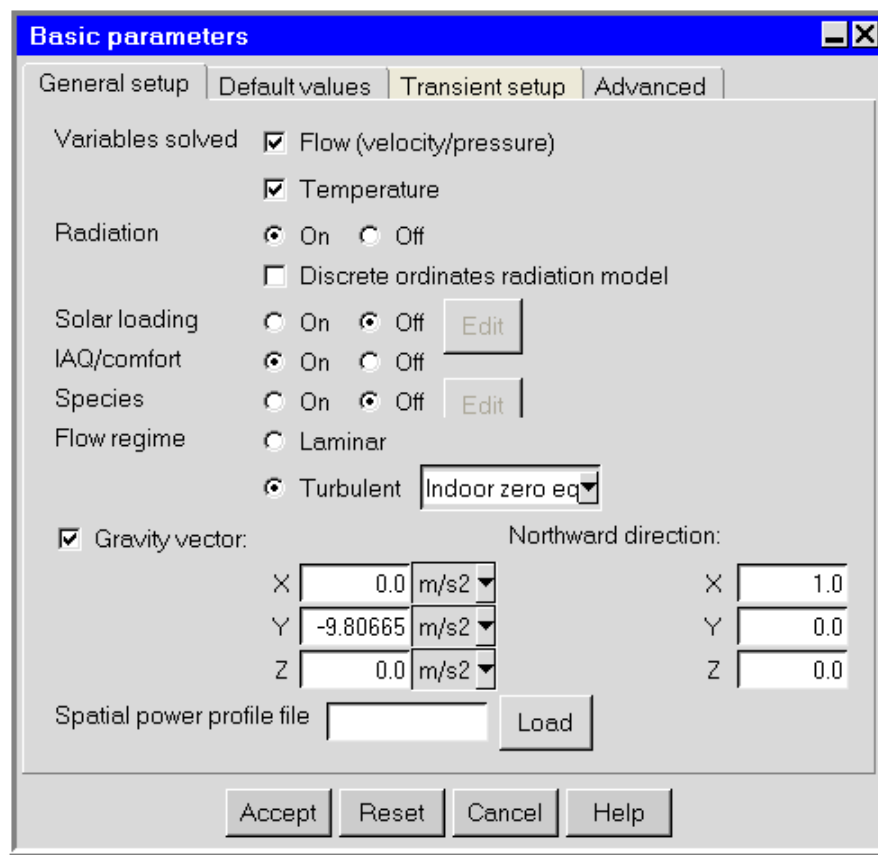 Basic parameters
General setup Default values Transient setup Advanced
Variables solved Flow (velocity/pressure)
Temperature
Radiation On Off
Discrete ordinates radiation model
Solar loading On Off Edit
IAQ/comfort On Off
Species On Off Edit
Flow regime Laminar
Turbulent Indoor zero eq
Gravity vector: Northward direction:
X 0.0 m/s2 X 1.0
Y -9.80665 m/s2 Y 0.0
Z 0.0 m/s2 Z 0.0
Spatial power profile file Load
Accept Reset Cancel Help